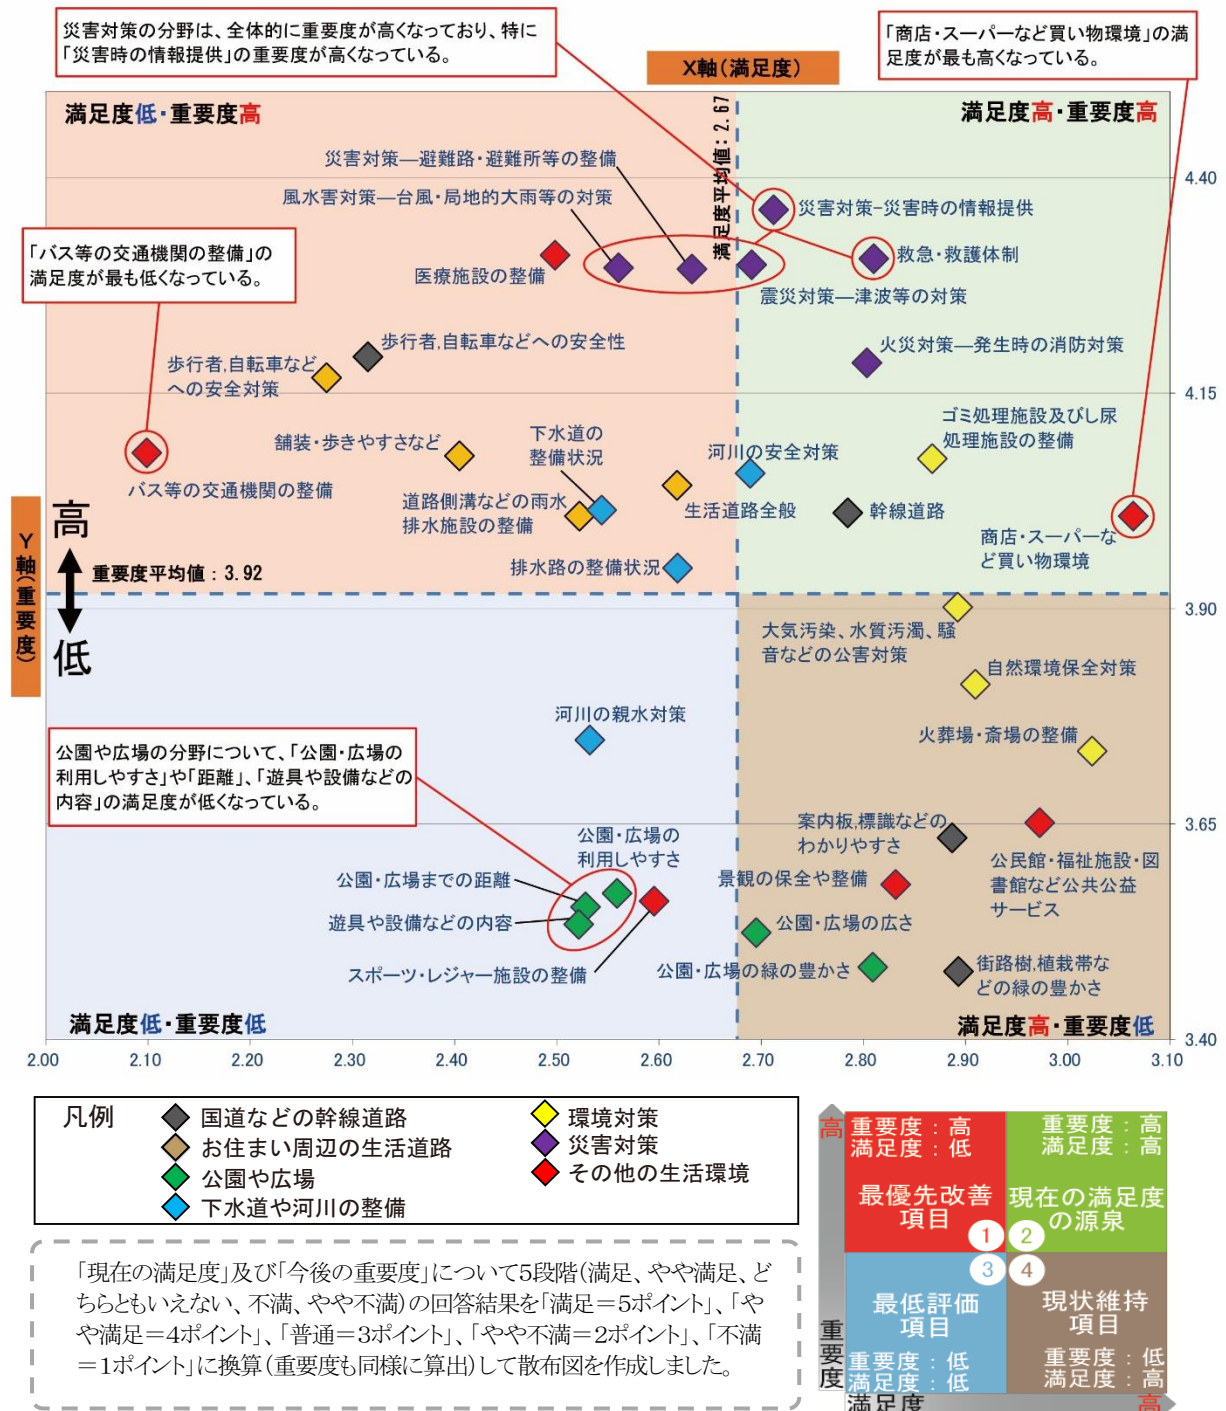 災害対策の分野は、全体的に重要度が高くなっており、特に
「災害時の情報提供」の重要度が高くなっている。
「商店・スーパーなど買い物環境」の満
足度が最も高くなっている。
X軸(満足度)
満足度低・重要度高
満足度平均値：2.67
満足度高・重要度高
災害対策―避難路・避難所等の整備
風水害対策―台風・局地的大雨等の対策
4.40
災害対策−災害時の情報提供
「バス等の交通機関の整備」の
満足度が最も低くなっている。
医療施設の整備
救急・救護体制
震災対策―津波等の対策
歩行者,自転車などへの安全性
火災対策―発生時の消防対策
歩行者,自転車など
への安全対策
4.15
ゴミ処理施設及びし尿
処理施設の整備
舗装・歩きやすさなど
下水道の
整備状況
河川の安全対策
バス等の交通機関の整備
道路側溝などの雨水
排水施設の整備
生活道路全般
幹線道路
商店・スーパーな
ど買い物環境
Y軸(重要度)
高
低
重要度平均値：3.92
排水路の整備状況
3.90
大気汚染、水質汚濁、騒
音などの公害対策
自然環境保全対策
河川の親水対策
火葬場・斎場の整備
公園や広場の分野について、「公園・広場の
利用しやすさ」や「距離」、「遊具や設備などの
内容」の満足度が低くなっている。
3.65
公園・広場の
利用しやすさ
案内板,標識などの
わかりやすさ
公民館・福祉施設・図
書館など公共公益
サービス
公園・広場までの距離
景観の保全や整備
遊具や設備などの内容
公園・広場の広さ
スポーツ・レジャー施設の整備
公園・広場の緑の豊かさ
街路樹,植栽帯な
どの緑の豊かさ
満足度低・重要度低
満足度高・重要度低
3.40
2.00 2.10 2.20 2.30 2.40 2.50 2.60 2.70 2.80 2.90 3.00 3.10
凡例
国道などの幹線道路
お住まい周辺の生活道路
公園や広場
下水道や河川の整備
環境対策
災害対策
その他の生活環境
「現在の満足度」及び「今後の重要度」について5段階(満足、やや満足、ど
ちらともいえない、不満、やや不満)の回答結果を「満足＝5ポイント」、「や
や満足＝4ポイント」、「普通＝3ポイント」、「やや不満＝2ポイント」、「不満
＝1ポイント」に換算(重要度も同様に算出)して散布図を作成しました。
高
重要度：高
満足度：低
最優先改善
項目
1
重要度：高
満足度：高
現在の満足度
の源泉
2
3
最低評価
項目
重要度：低
満足度：低
4
現状維持
項目
重要度：低
満足度：高
重要度
満足度
高